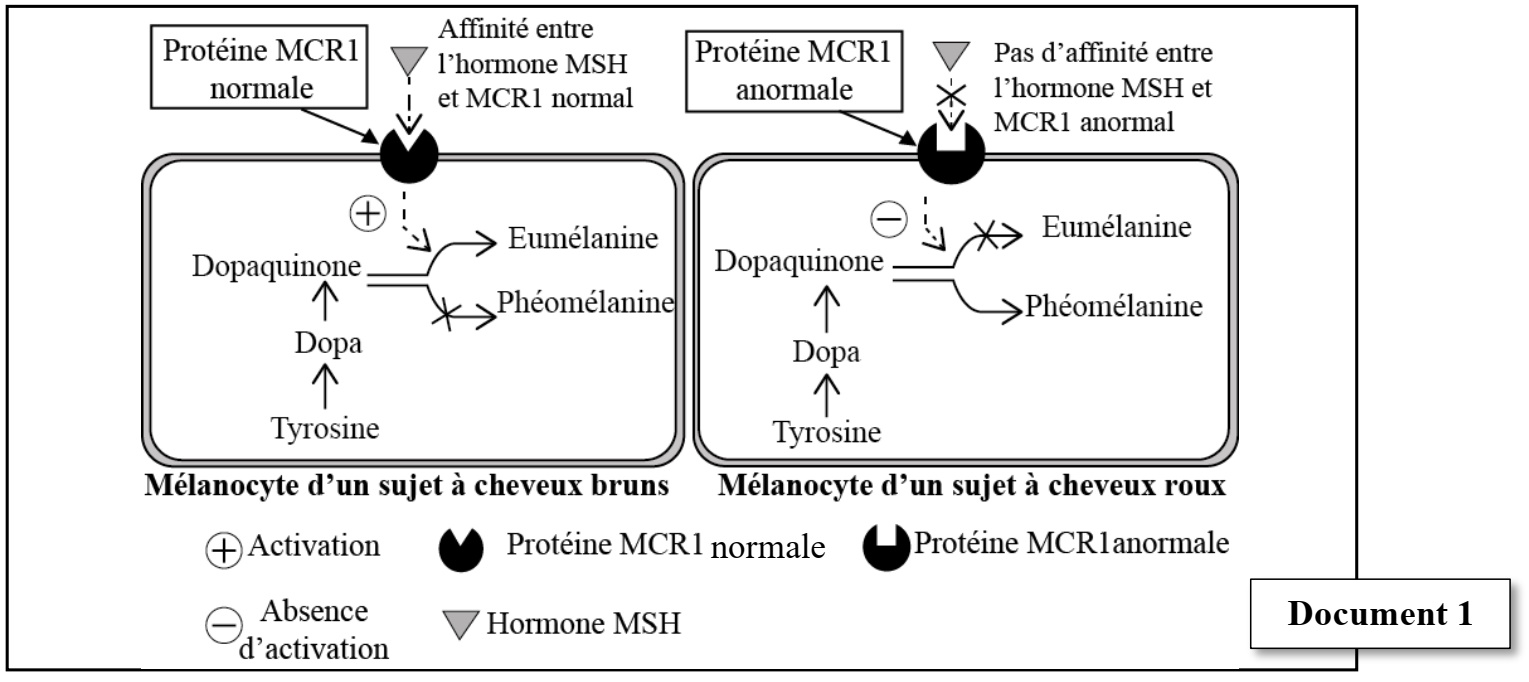 Protéine MCR1
normale
Affinité entre
l’hormone MSH
et MCR1 normal
Eumélanine
Dopaquinone
Phéomélanine
Dopa
Tyrosine
Mélanocyte d’un sujet à cheveux bruns
Protéine MCR1
anormale
Pas d’affinité entre
l’hormone MSH et
MCR1 anormal
Eumélanine
Dopaquinone
Phéomélanine
Dopa
Tyrosine
Mélanocyte d’un sujet à cheveux roux
Activation
Protéine MCR1 normale
Protéine MCR1anormale
Absence
d’activation
Hormone MSH
Document 1